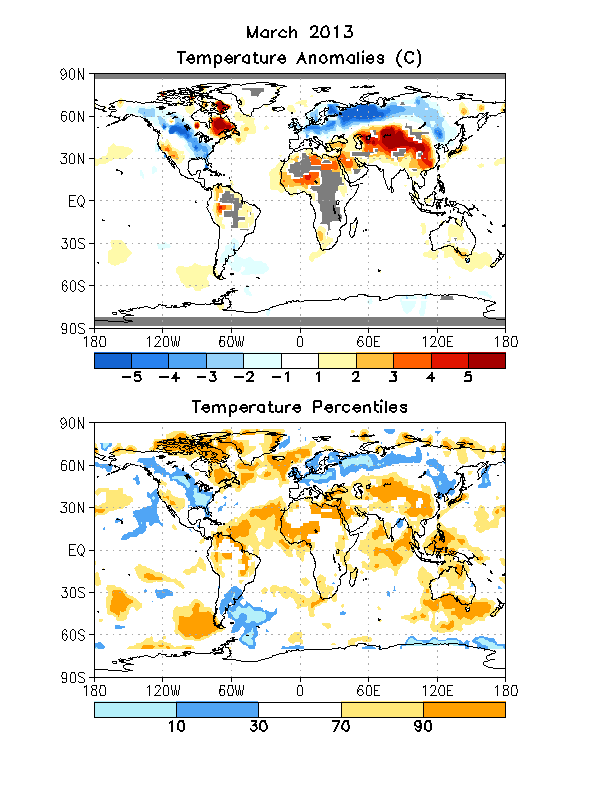 March 2013
Temperature Anomalies (C)
90N
60N
30N
EQ
30S
60S
90S
180 120W 60W 0 60E 120E 180
-5 -4 -3 -2 -1 1 2 3 4 5
Temperature Percentiles
90N
60N
30N
EQ
30S
60S
90S
180 120W 60W 0 60E 120E 180
10 30 70 90